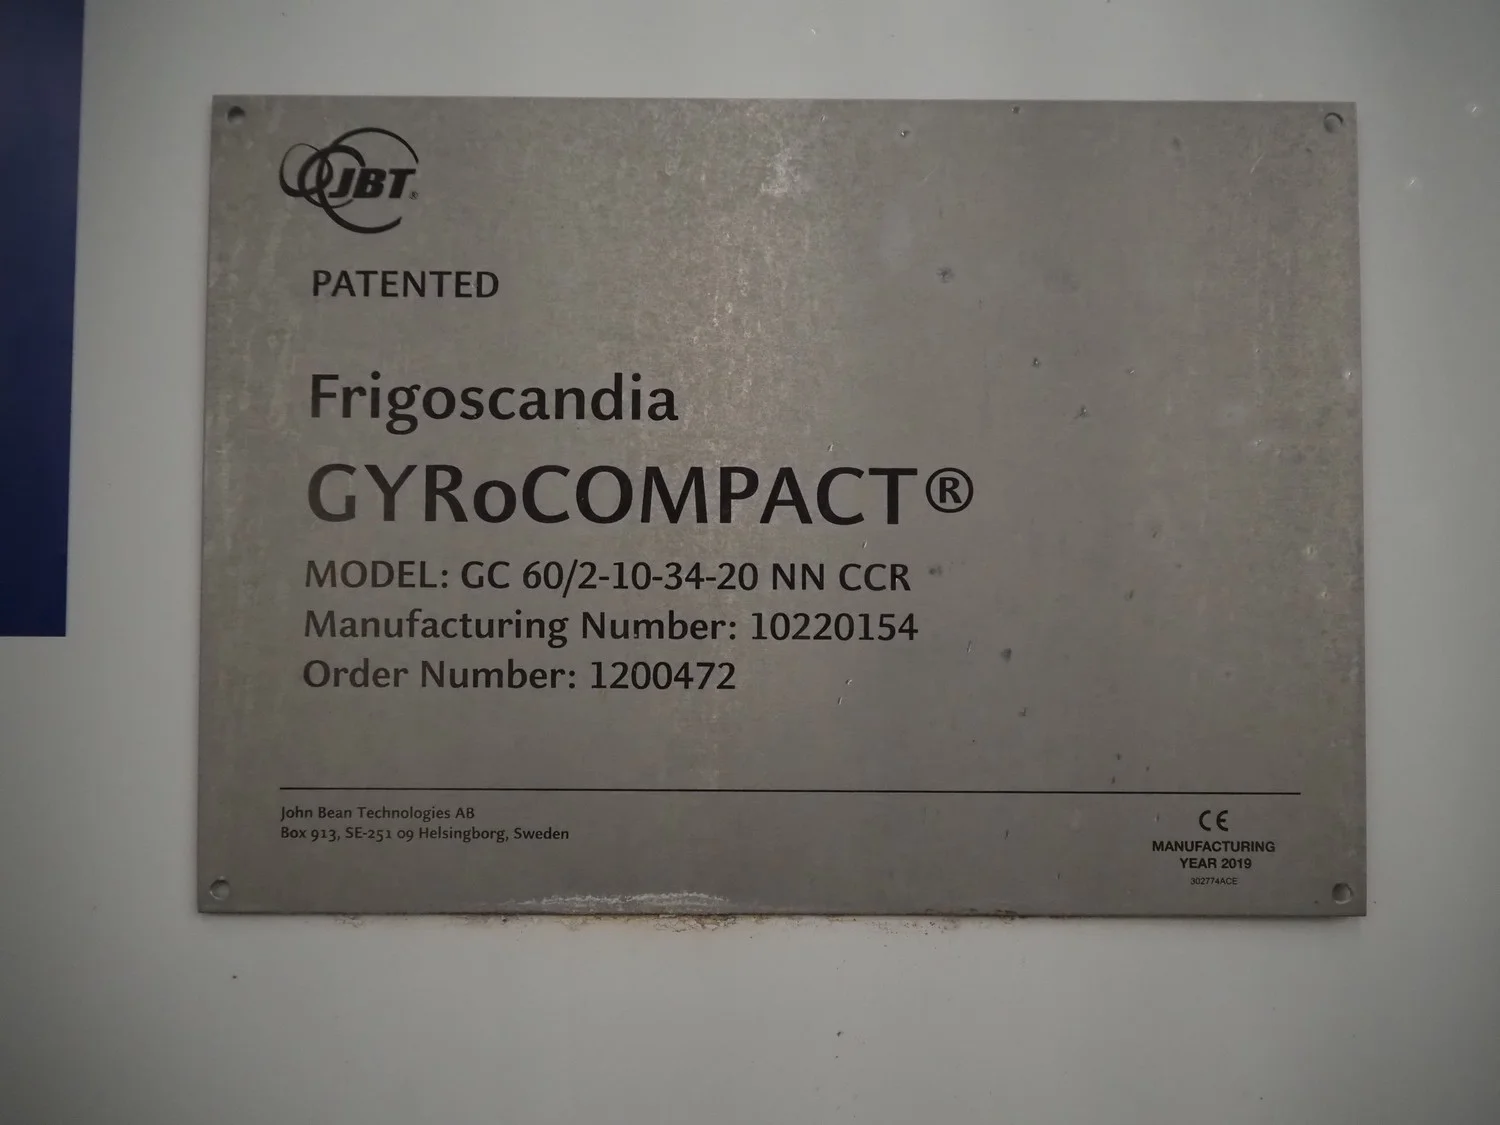 JBT®
PATENTED
Frigoscandia
GYRoCOMPACT®
MODEL: GC 60/2-10-34-20 NN CCR
Manufacturing Number: 10220154
Order Number: 1200472
John Bean Technologies AB
Box 913, SE-251 09 Helsingborg, Sweden
CE
MANUFACTURING
YEAR 2019
302774ACE